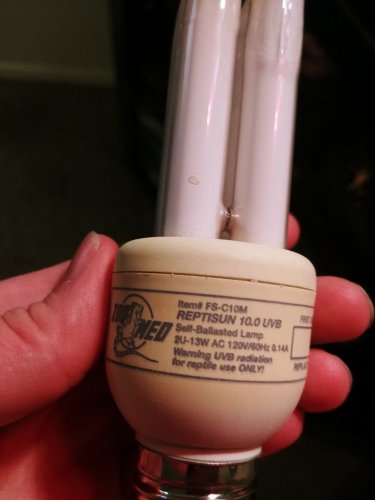 Item# FS-C10M
REPTISUN 10.0 UVB
Self-Ballasted Lamp
2U-13W AC 120V/60Hz 0.14A
Warning UVB radiation
for reptile use ONLY!
MED